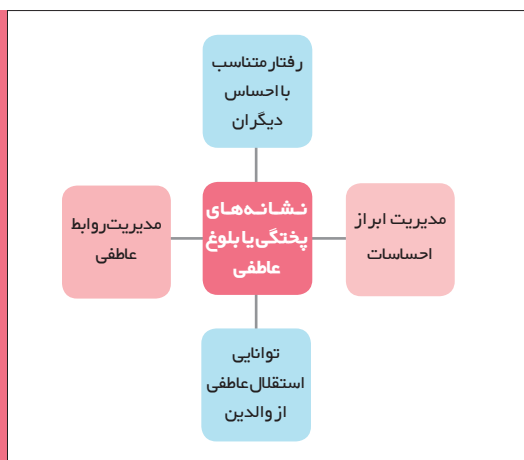 رفتار متناسب
با احساس
دیگران
نشانه‌های
پختگی یا بلوغ
عاطفی
مدیریت ابراز
احساسات
مدیریت روابط
عاطفی
توانایی
استقلال عاطفی
از والدین